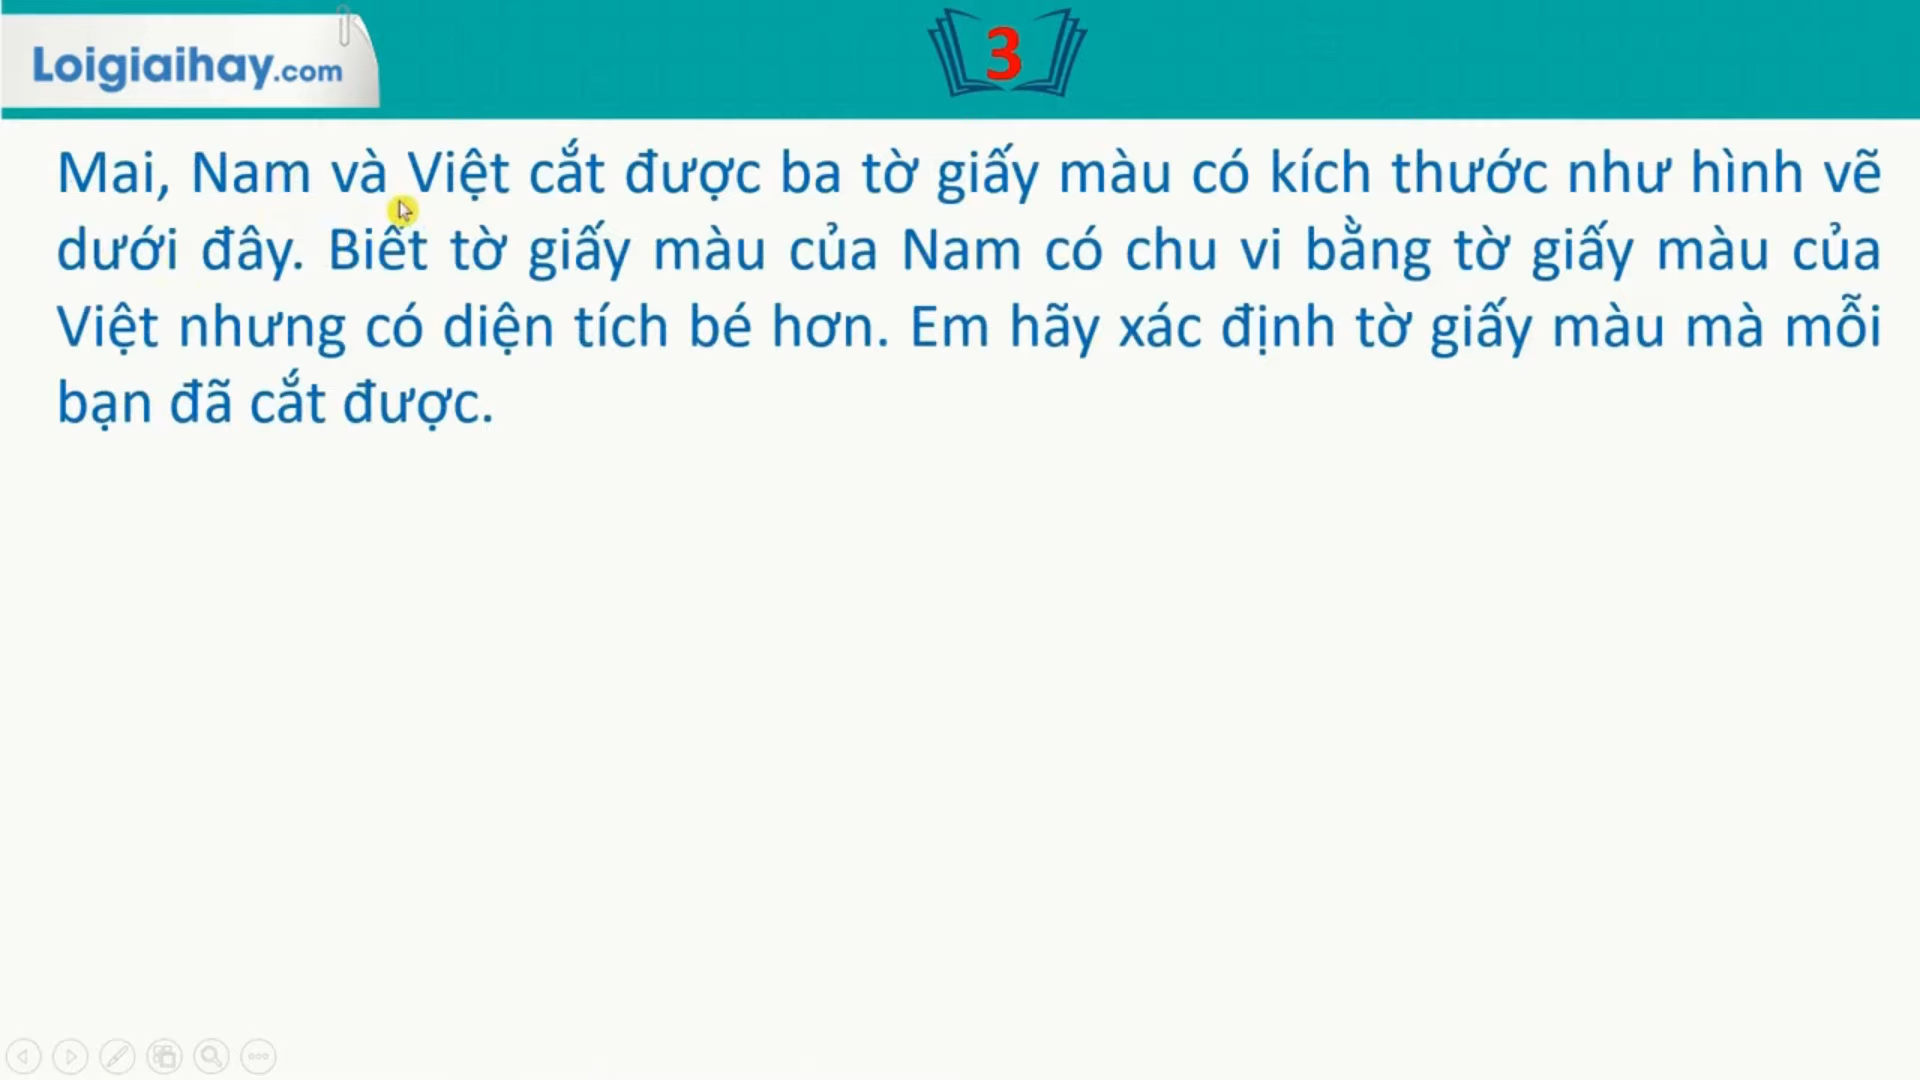 Loigiaihay.com
3
Mai, Nam và Việt cắt được ba tờ giấy màu có kích thước như hình vẽ
dưới đây. Biết tờ giấy màu của Nam có chu vi bằng tờ giấy màu của
Việt nhưng có diện tích bé hơn. Em hãy xác định tờ giấy màu mà mỗi
bạn đã cắt được.